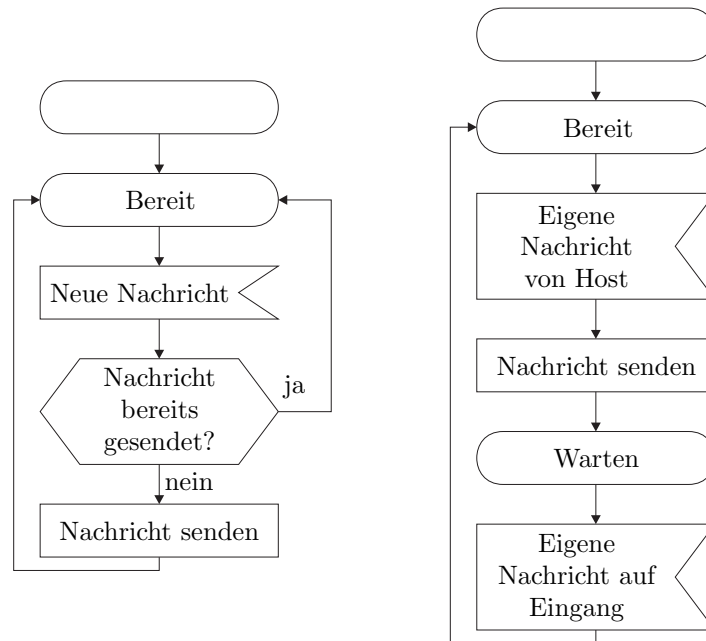 Bereit
Neue Nachricht
Nachricht
bereits
gesendet?
ja
nein
Nachricht senden
Bereit
Eigene
Nachricht
von Host
Nachricht senden
Warten
Eigene
Nachricht auf
Eingang